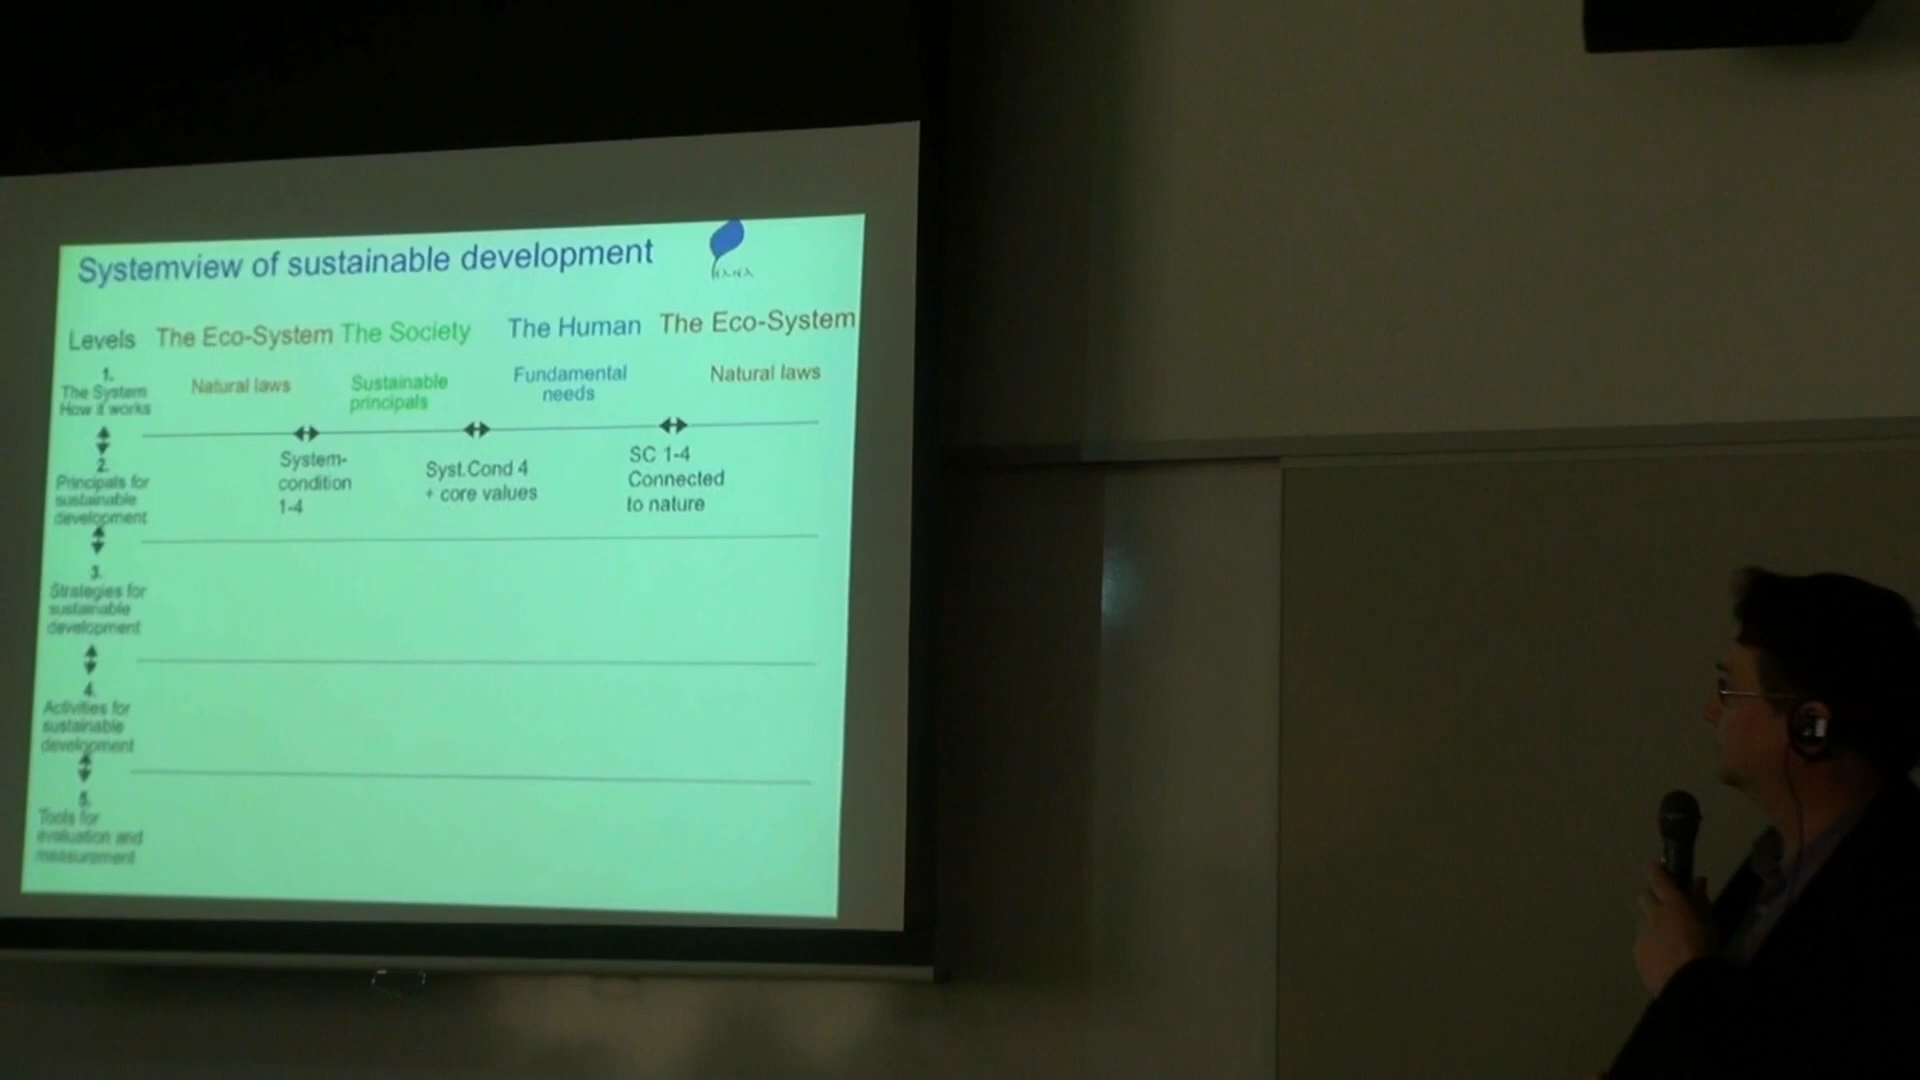 Systemview of sustainable development
Levels The Eco-System The Society The Human The Eco-System
1.
The System
How it works
Natural laws
Sustainable
principals
Fundamental
needs
Natural laws
2.
Principals for
sustainable
development
System-
condition
1-4
Syst.Cond 4
+ core values
SC 1-4
Connected
to nature
3.
Strategies for
sustainable
development
4.
Activities for
sustainable
development
5.
Tools for
evaluation and
measurement